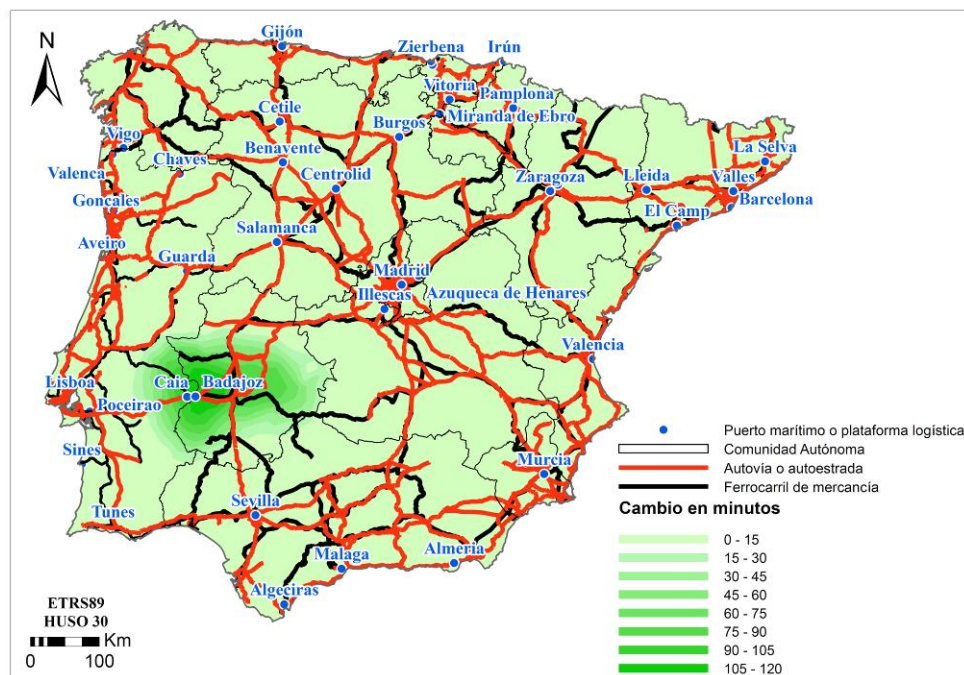 N
Gijón
Zierbena
Irún
Vitoria
Pamplona
Cetile
Miranda de Ebro
Burgos
Vigo
La Selva
Chaves
Benavente
Valenca
Centrolid
Zaragoza
Lleida
Valles
Goncales
Barcelona
El Camp
Aveiro
Salamanca
Guarda
Madrid
Illescas
Azuqueca de Henares
Valencia
Lisboa
Caia
Badajoz
Poceirao
Sines
Murcia
Sevilla
Tunes
Malaga
Almeria
Algeciras
Puerto marítimo o plataforma logística
Comunidad Autónoma
Autovía o autoestrada
Ferrocarril de mercancía
Cambio en minutos
0 - 15
15 - 30
30 - 45
45 - 60
60 - 75
75 - 90
90 - 105
105 - 120
ETRS89
HUSO 30
Km
0 100